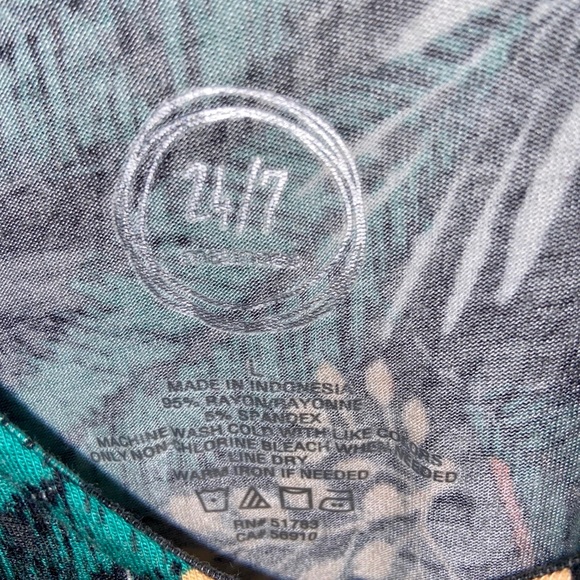 24/7
L
MADE IN INDONESIA
95% RAYON/RAYONNE
5% SPANDEX
MACHINE WASH COLD WITH LIKE COLORS
ONLY NON-CHLORINE BLEACH WHEN NEEDED
LINE DRY
WARM IRON IF NEEDED
RN# 51783
CA# 56910